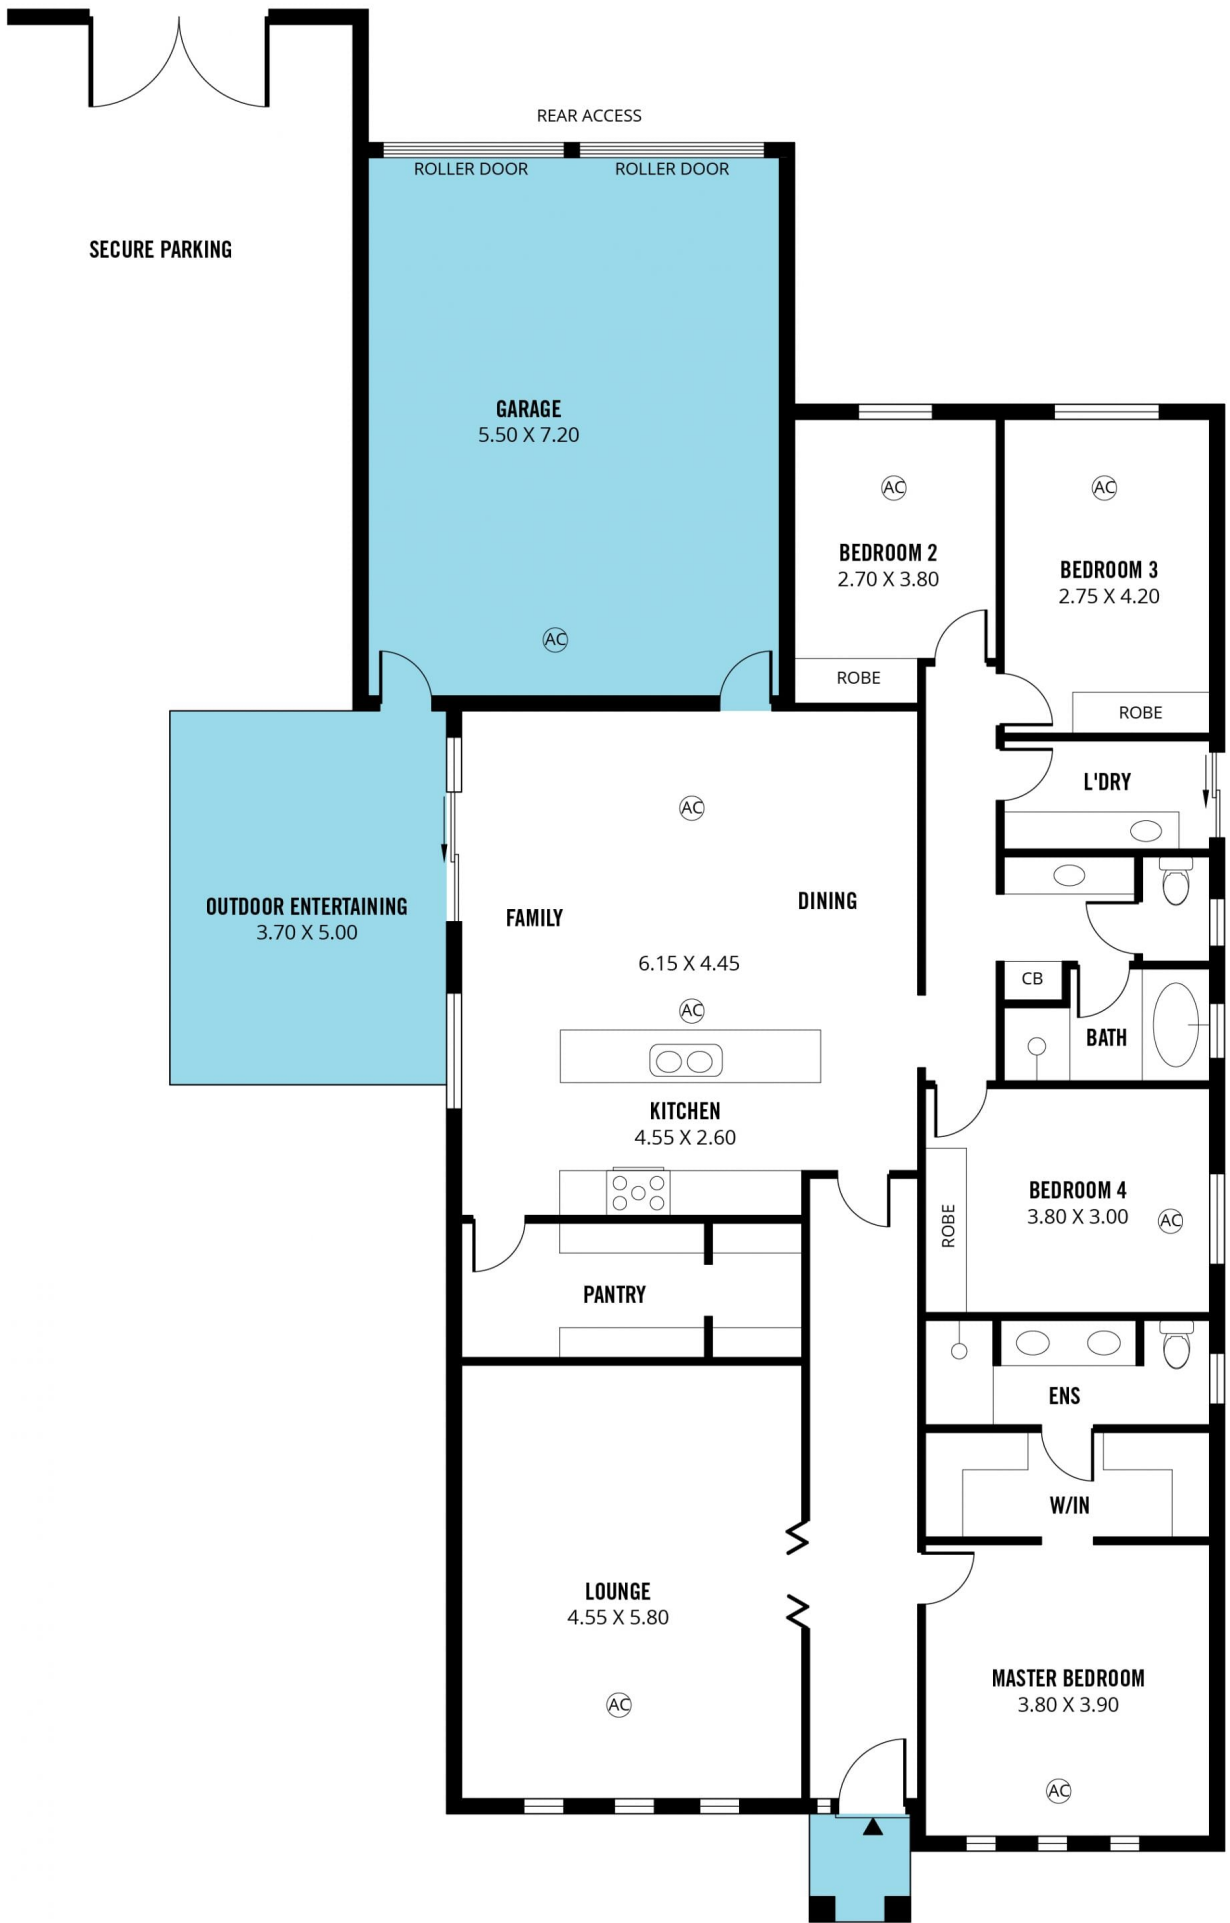 REAR ACCESS
ROLLER DOOR
ROLLER DOOR
SECURE PARKING
GARAGE
5.50 X 7.20
AC
AC
AC
BEDROOM 2
2.70 X 3.80
BEDROOM 3
2.75 X 4.20
AC
ROBE
ROBE
L'DRY
AC
OUTDOOR ENTERTAINING
3.70 X 5.00
FAMILY
DINING
6.15 X 4.45
AC
CB
BATH
KITCHEN
4.55 X 2.60
BEDROOM 4
3.80 X 3.00
AC
ROBE
PANTRY
ENS
W/IN
LOUNGE
4.55 X 5.80
AC
MASTER BEDROOM
3.80 X 3.90
AC